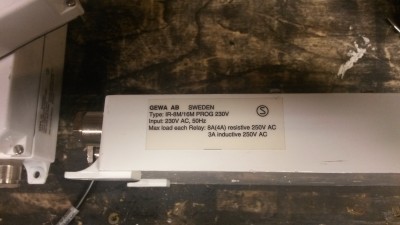 GEWA AB SWEDEN
Type: IR-8M/16M PROG 230V
Input: 230V AC, 50Hz
Max load each Relay: 8A(4A) resistive 250V AC
3A inductive 250V AC
S